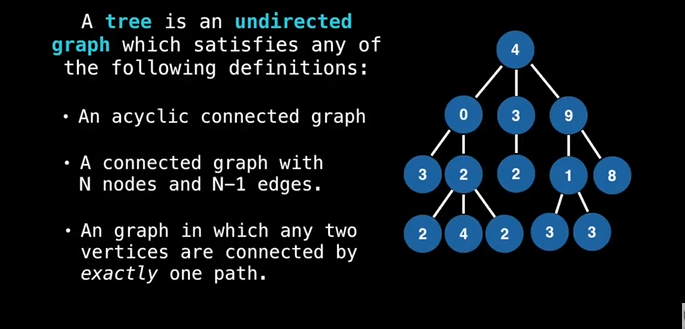 A tree is an undirected
graph which satisfies any of
the following definitions:
• An acyclic connected graph
• A connected graph with
N nodes and N-1 edges.
• An graph in which any two
vertices are connected by
exactly one path.
4
0 3 9
3 2 2 1 8
2 4 2 3 3